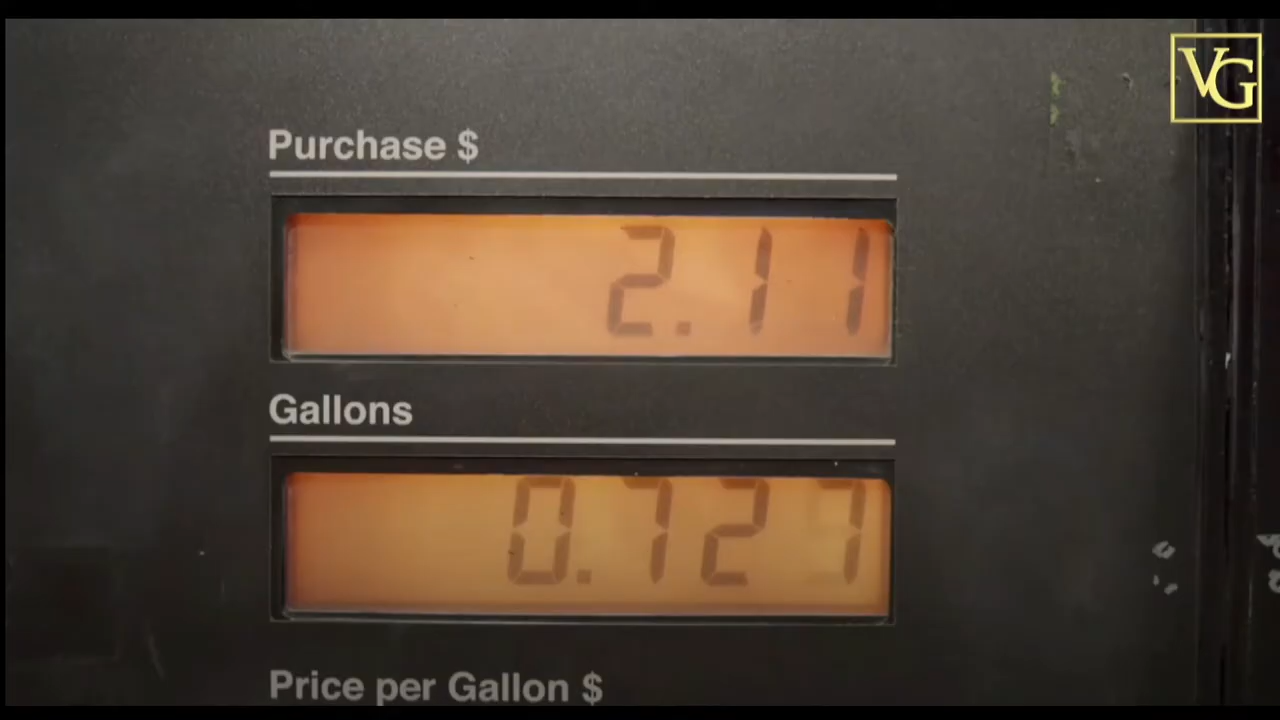 VG
Purchase $
2.11
Gallons
0.727
Price per Gallon $